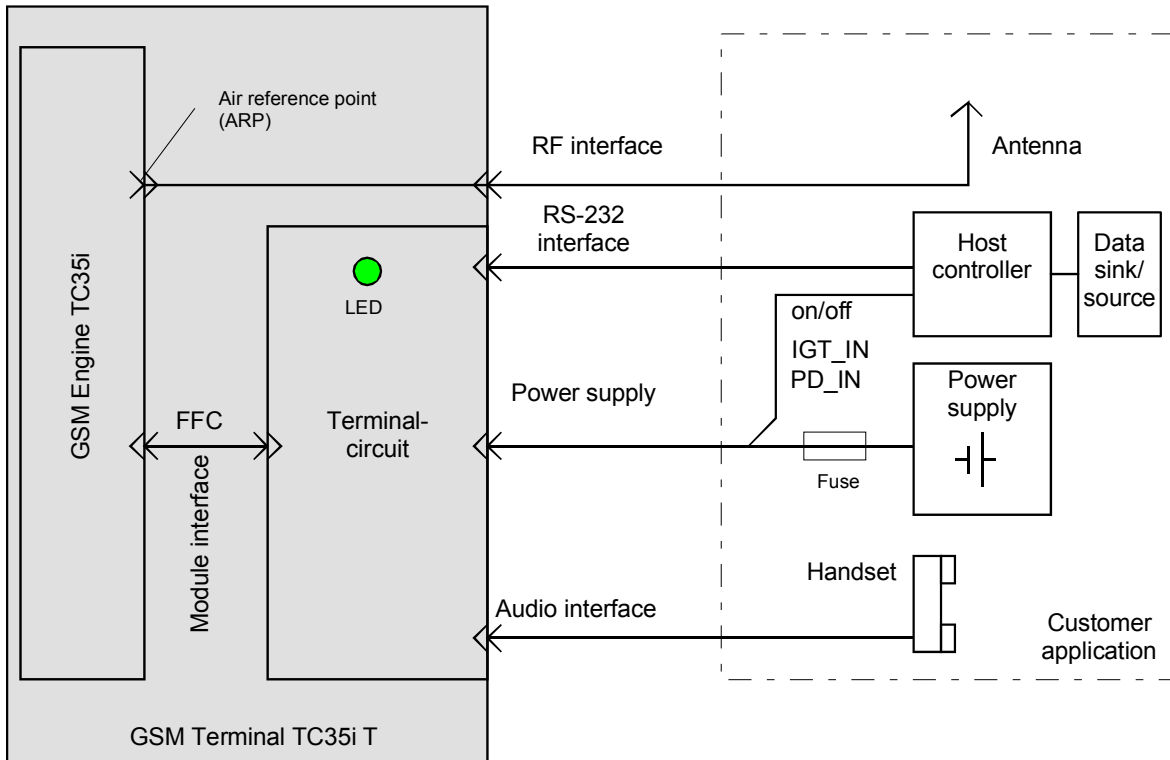 Air reference point
(ARP)
RF interface
Antenna
RS-232
interface
Host
controller
Data
sink/
source
LED
on/off
IGT_IN
PD_IN
GSM Engine TC35i
FFC
Module interface
Terminal-
circuit
Power supply
Power
supply
Fuse
Handset
Audio interface
Customer
application
GSM Terminal TC35i T